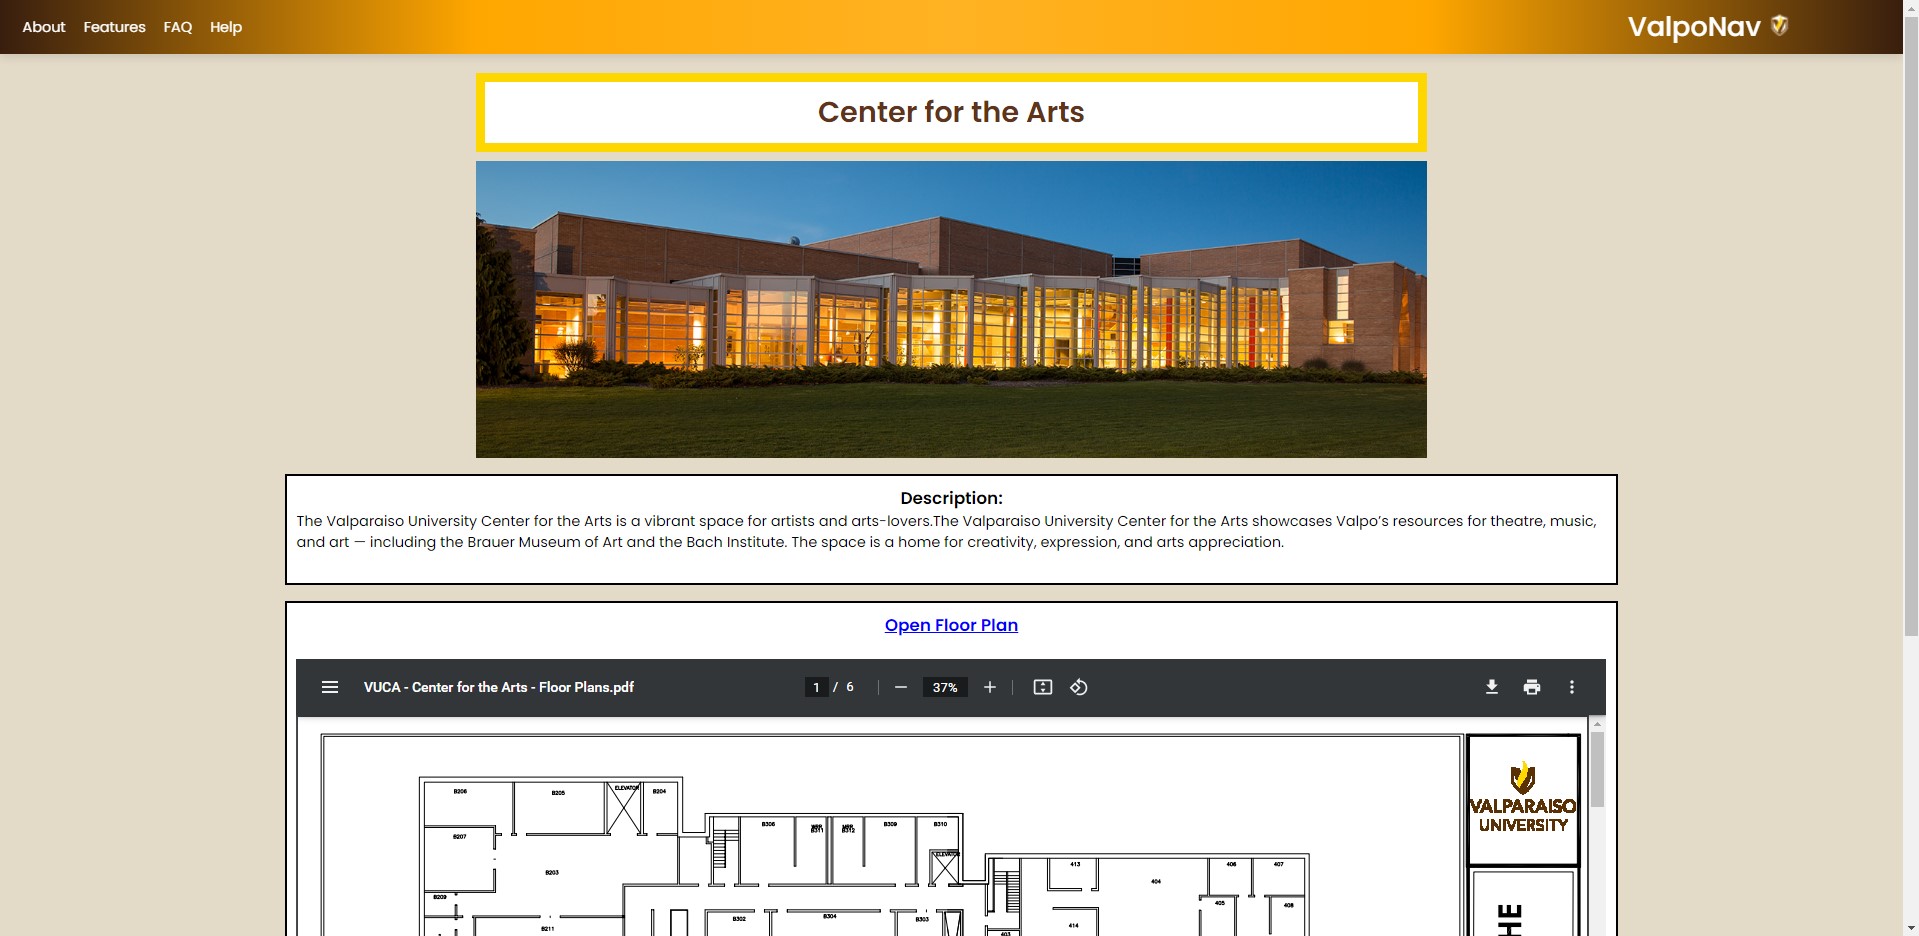 About Features FAQ Help
ValpoNav
Center for the Arts
Description:
The Valparaiso University Center for the Arts is a vibrant space for artists and arts-lovers.The Valparaiso University Center for the Arts showcases Valpo’s resources for theatre, music,
and art — including the Brauer Museum of Art and the Bach Institute. The space is a home for creativity, expression, and arts appreciation.
Open Floor Plan
VUCA - Center for the Arts - Floor Plans.pdf
1 / 6
37%
VALPARAISO
UNIVERSITY
B206 B205 ELEVATOR B204
B207
B306 B311 B312 B309 B310
ELEVATOR
B203
413 404 406 407
B209
405 408
B302 B304 B303
B211
414
403
HE